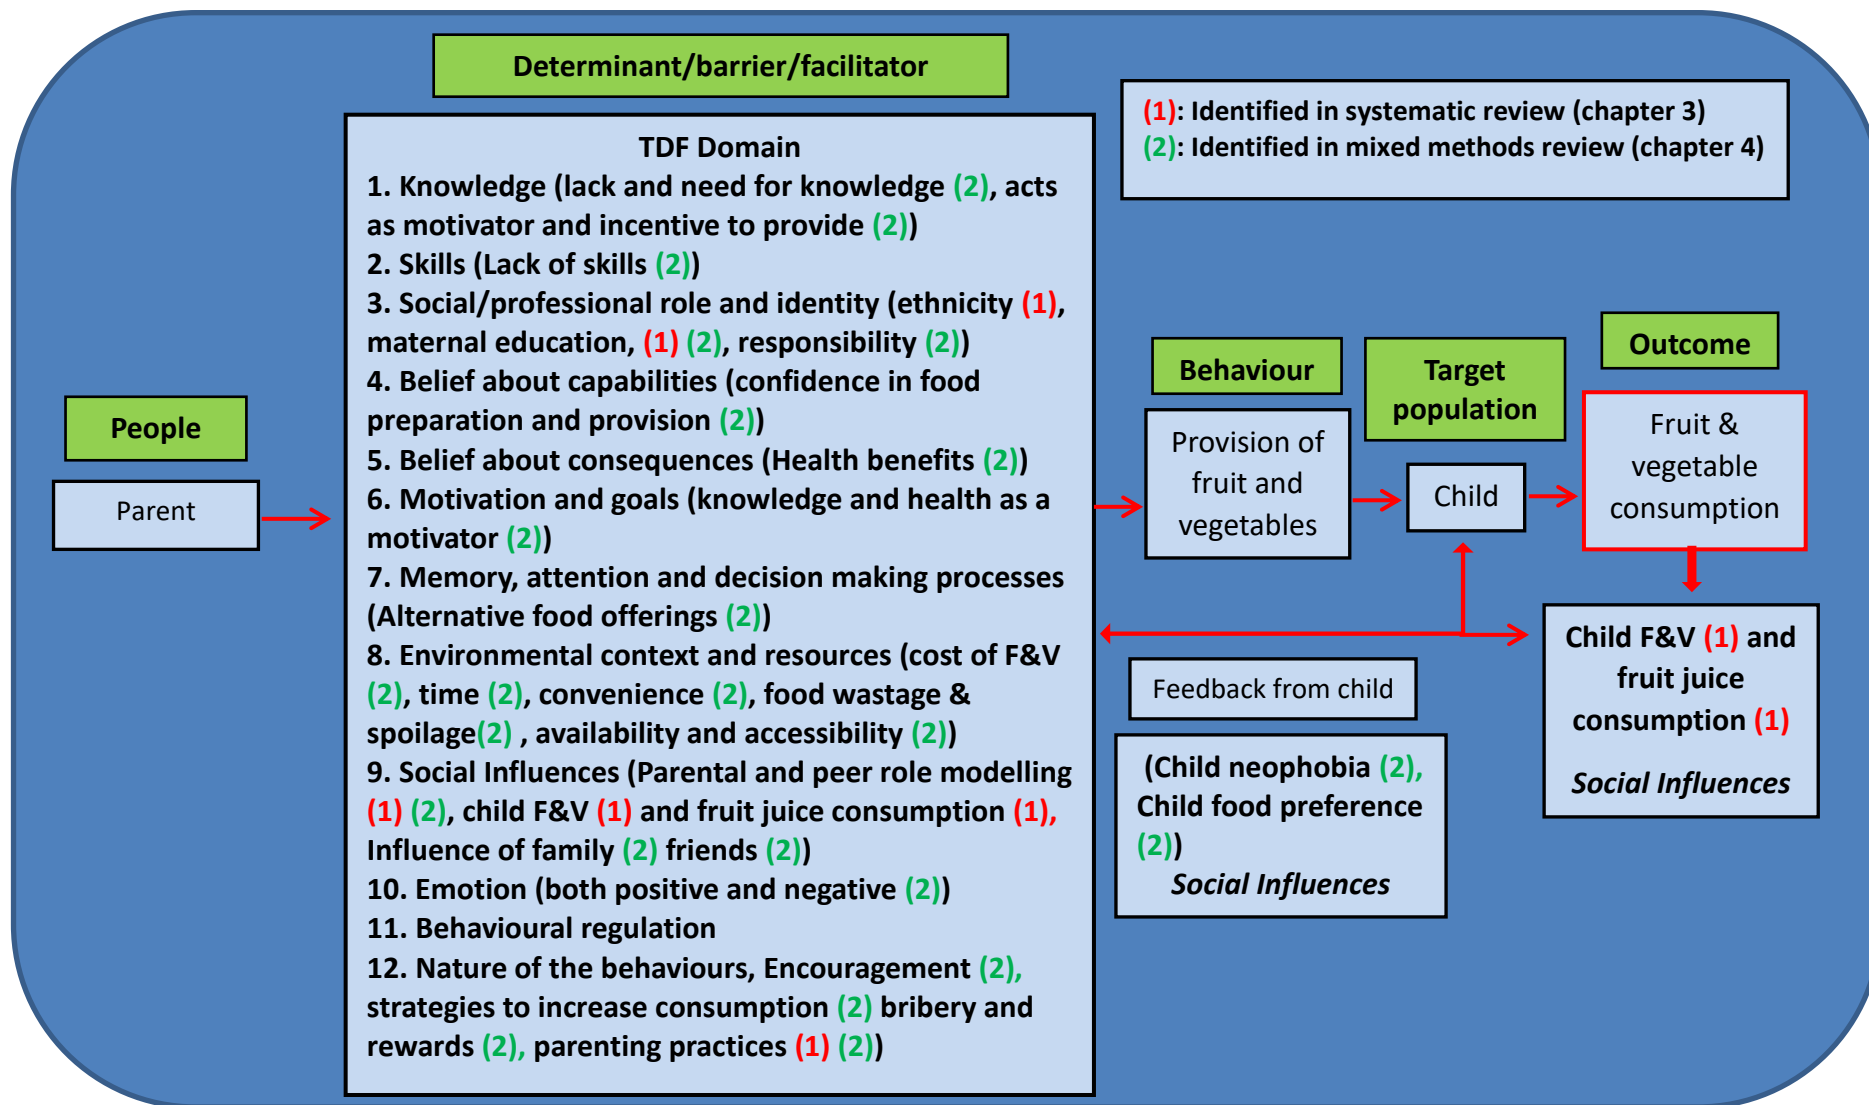 Determinant/barrier/facilitator
(1): Identified in systematic review (chapter 3)
(2): Identified in mixed methods review (chapter 4)
TDF Domain
1. Knowledge (lack and need for knowledge (2), acts
as motivator and incentive to provide (2))
2. Skills (Lack of skills (2))
3. Social/professional role and identity (ethnicity (1),
maternal education, (1) (2), responsibility (2))
4. Belief about capabilities (confidence in food
preparation and provision (2))
5. Belief about consequences (Health benefits (2))
6. Motivation and goals (knowledge and health as a
motivator (2))
7. Memory, attention and decision making processes
(Alternative food offerings (2))
8. Environmental context and resources (cost of F&V
(2), time (2), convenience (2), food wastage &
spoilage(2) , availability and accessibility (2))
9. Social Influences (Parental and peer role modelling
(1) (2), child F&V (1) and fruit juice consumption (1),
Influence of family (2) friends (2))
10. Emotion (both positive and negative (2))
11. Behavioural regulation
12. Nature of the behaviours, Encouragement (2),
strategies to increase consumption (2) bribery and
rewards (2), parenting practices (1) (2))
People
Parent
Behaviour
Provision of
fruit and
vegetables
Target
population
Child
Outcome
Fruit &
vegetable
consumption
Feedback from child
(Child neophobia (2),
Child food preference
(2))
Social Influences
Child F&V (1) and
fruit juice
consumption (1)
Social Influences